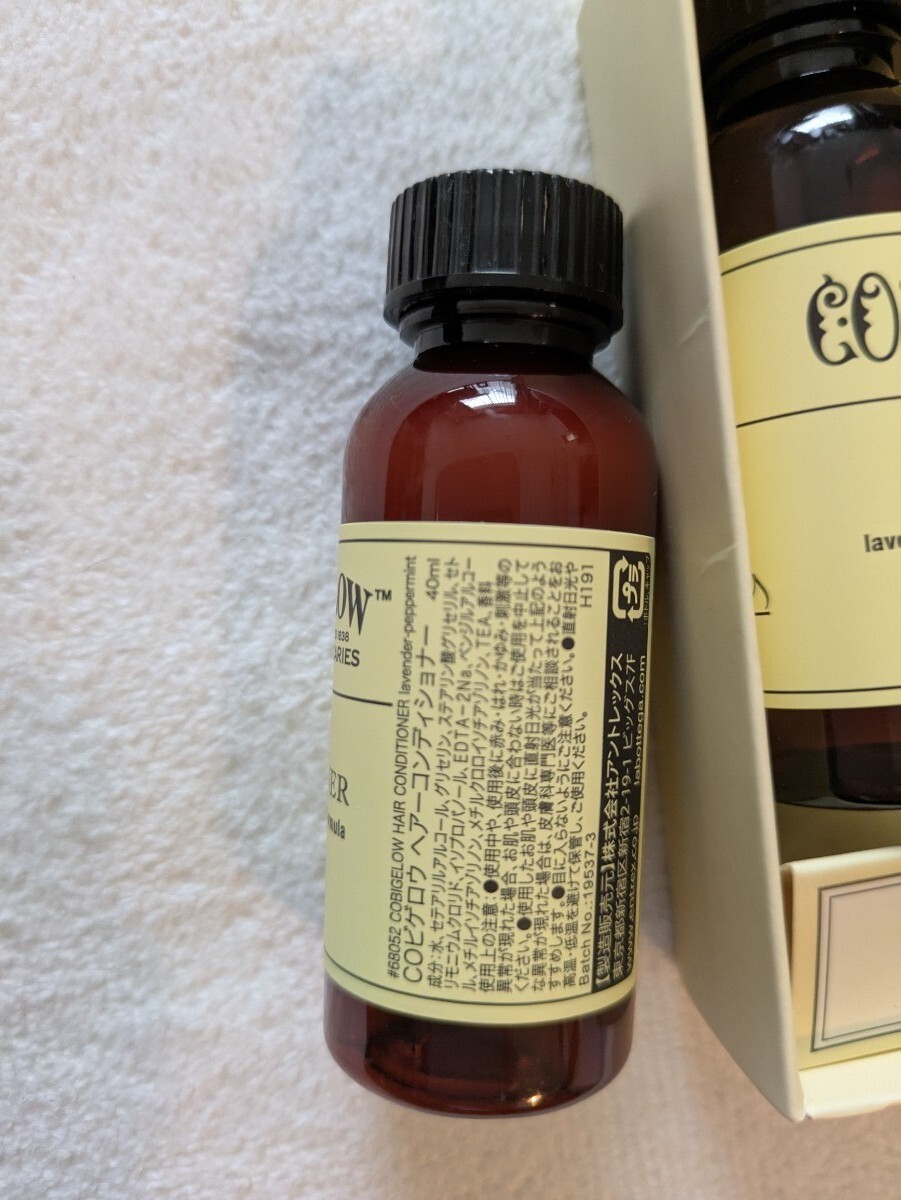 LOW™
1838
ARIES
ER
ula
#68052 COBIGELOW HAIR CONDITIONER lavender-peppermint
COビゲロウ ヘアーコンディショナー 40ml
成分:水、セテアリルアルコール、グリセリン、ステアリン酸グリセリル、セト
リモニウムクロリド、イソプロパノール、EDTA-2Na、ベンジルアルコー
ル、メチルイソチアゾリノン、メチルクロロイソチアゾリノン、TEA、香料
使用上の注意:●使用中や、使用後に赤み・はれ・かゆみ・刺激等の
異常が現れた場合、お肌や頭皮に合わない時はご使用を中止して
ください。●使用したお肌や頭皮に直射日光が当たって上記のよう
な異常が現れた場合は、皮膚科専門医等にご相談されることをお
すすめします。●目に入らないようにご注意ください。●直射日光や
高温・低温を避けて保管し、ご使用ください。
Batch No.:19537-3 H191
【製造販売元】株式会社アントレックス
東京都新宿区新宿2-19-1 ビッグス7F
www.entrex.co.jp labottega.com
プラ
ボトル、キャップ
CO
lave